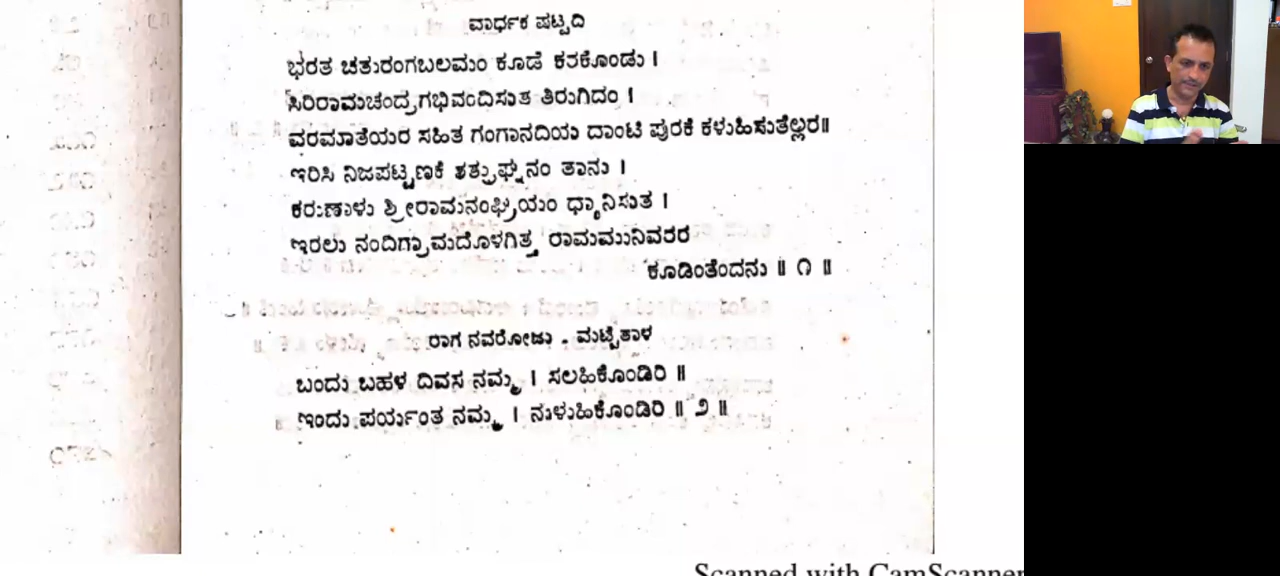 ವಾರ್ಧಕ ಷಟ್ಪದಿ
ಭರತ ಚತುರಂಗಬಲಮಂ ಕೂಡೆ ಕರಕೊಂಡು ।
ಸಿರಿರಾಮಚಂದ್ರಗಭಿವಂದಿಸುತ ತಿರುಗಿದಂ ।
ವರಮಾತೆಯರ ಸಹಿತ ಗಂಗಾನದಿಯ ದಾಂಟಿ ಪುರಕೆ ಕಳುಹಿಸುತೆಲ್ಲರ॥
ಇರಿಸಿ ನಿಜಪಟ್ಟಣಕೆ ಶತ್ರುಘ್ನನಂ ತಾನು ।
ಕರುಣಾಳು ಶ್ರೀರಾಮನಂಘ್ರಿಯಂ ಧ್ಯಾನಿಸುತ ।
ಇರಲು ನಂದಿಗ್ರಾಮದೊಳಗಿತ್ತ ರಾಮಮುನಿವರರ
ಕೂಡಿಂತೆಂದನು ॥ ೧ ॥
ರಾಗ ನವರೋಜು . ಮಟ್ಟೆತಾಳ
ಬಂದು ಬಹಳ ದಿವಸ ನಮ್ಮ । ಸಲಹಿಕೊಂಡಿರಿ ॥
ಇಂದು ಪರ್ಯಂತ ನಮ್ಮ । ನುಳುಹಿಕೊಂಡಿರಿ ॥ ೨ ॥
Scanned with CamScanner